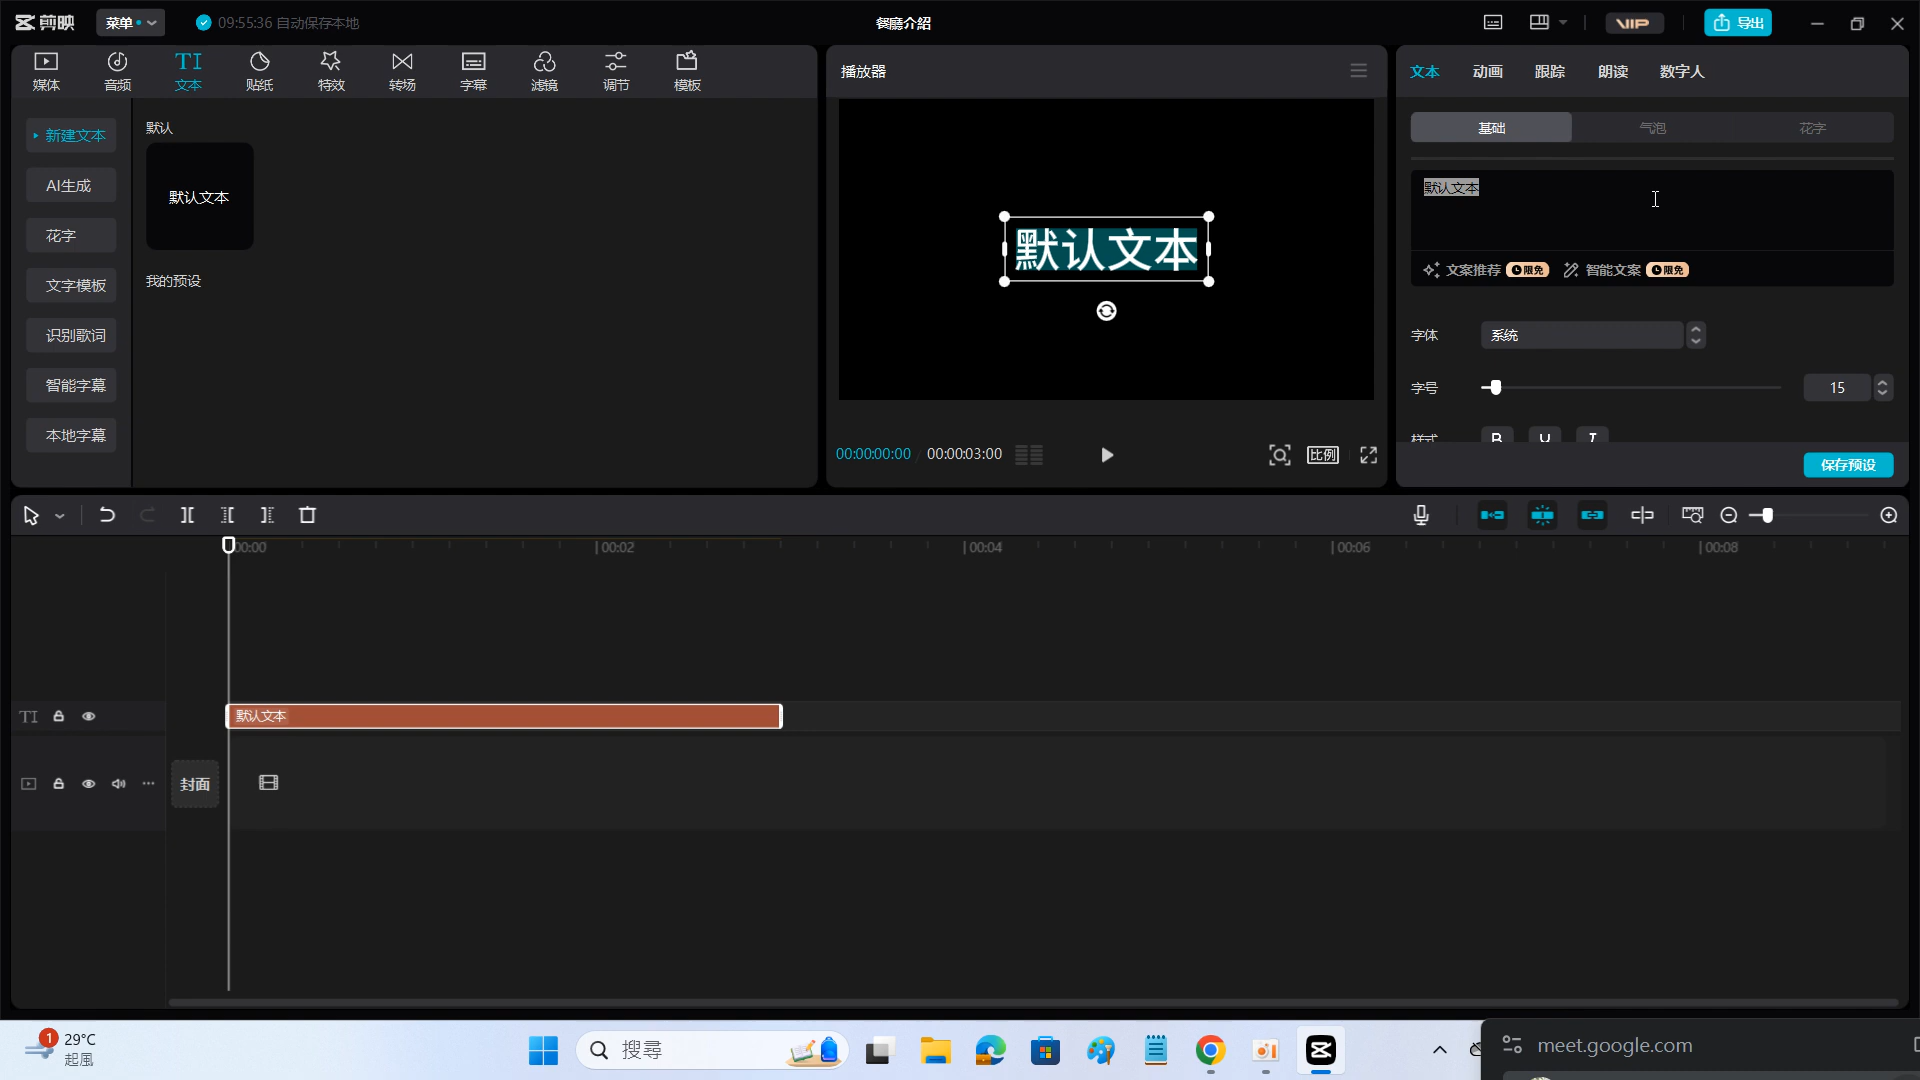 剪映
菜单
09:55:36 自动保存本地
餐廳介紹
VIP
导出
媒体
音频
TI
文本
贴纸
特效
转场
字幕
滤镜
调节
模板
新建文本
AI生成
花字
文字模板
识别歌词
智能字幕
本地字幕
默认
默认文本
我的预设
播放器
默认文本
00:00:00:00 / 00:00:03:00
比例
文本
动画
跟踪
朗读
数字人
基础
气泡
花字
默认文本
文案推荐
限免
智能文案
限免
字体
系统
字号
15
样式
B U I
保存预设
00:00
00:02
00:04
00:06
00:08
TI
默认文本
封面
1
29°C
起風
搜尋
meet.google.com